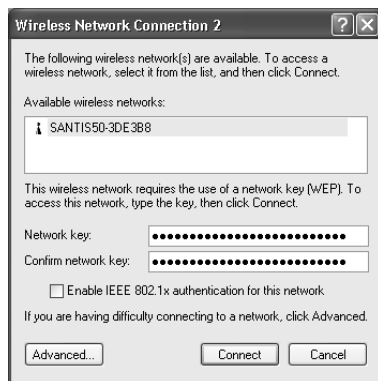 Wireless Network Connection 2
The following wireless network(s) are available. To access a
wireless network, select it from the list, and then click Connect.
Available wireless networks:
SANTIS50-3DE3B8
This wireless network requires the use of a network key (WEP). To
access this network, type the key, then click Connect.
Network key: ••••••••••••••••••••••••••
Confirm network key: ••••••••••••••••••••••••••
Enable IEEE 802.1x authentication for this network
If you are having difficulty connecting to a network, click Advanced.
Advanced... Connect Cancel